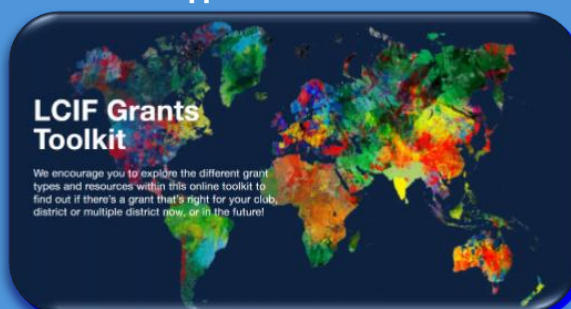 LCIF Grants
Toolkit
We encourage you to explore the different grant
types and resources within this online toolkit to
find out if there's a grant that's right for your club,
district or multiple district now, or in the future!